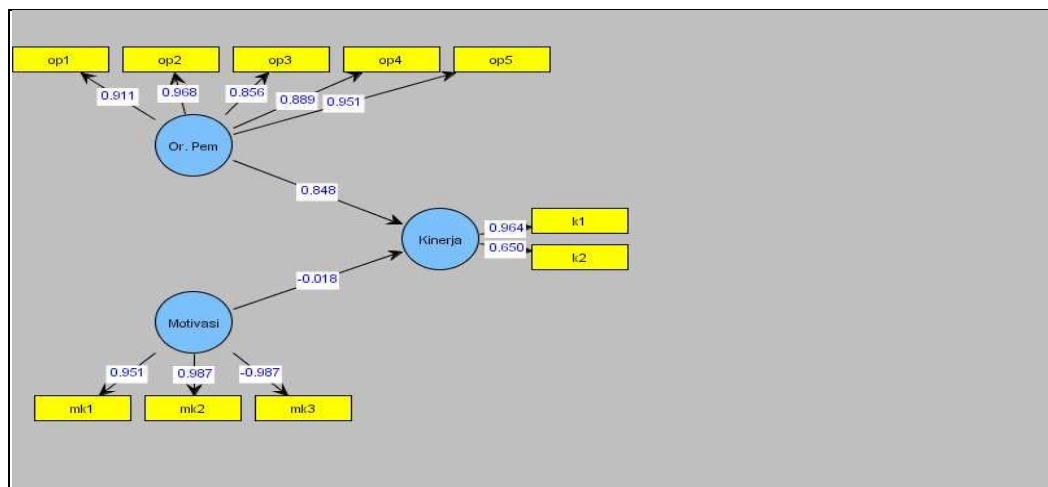 op1
op2
op3
op4
op5
0.911
0.968
0.856
0.889
0.951
Or. Pem
0.848
Kinerja
0.964
0.650
k1
k2
-0.018
Motivasi
0.951
0.987
-0.987
mk1
mk2
mk3